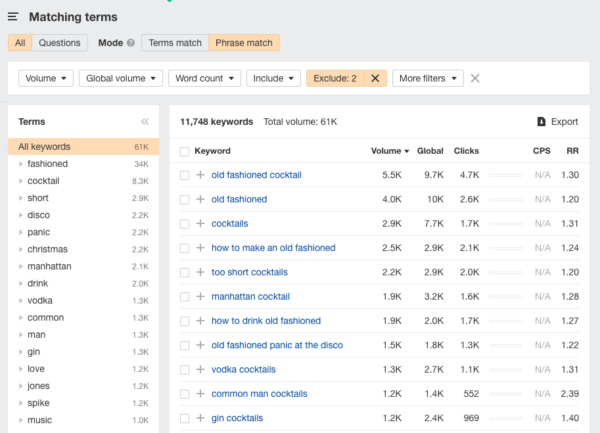 Matching terms
All Questions Mode Terms match Phrase match
Volume Global volume Word count Include Exclude: 2 More filters
Terms
All keywords 61K
fashioned 34K
cocktail 8.3K
short 2.9K
disco 2.2K
panic 2.2K
christmas 2.2K
manhattan 2.1K
drink 2.0K
vodka 1.3K
common 1.3K
man 1.3K
gin 1.3K
love 1.2K
jones 1.2K
spike 1.2K
music 1.0K
11,748 keywords Total volume: 61K Export
Keyword Volume Global Clicks CPS RR
old fashioned cocktail 5.5K 9.7K 4.7K N/A 1.30
old fashioned 4.0K 10K 2.6K N/A 1.20
cocktails 2.9K 7.7K 1.7K N/A 1.31
how to make an old fashioned 2.5K 2.9K 2.1K N/A 1.24
too short cocktails 2.2K 2.9K 2.0K N/A 1.20
manhattan cocktail 1.9K 3.2K 1.6K N/A 1.28
how to drink old fashioned 1.9K 2.0K 1.7K N/A 1.27
old fashioned panic at the disco 1.5K 1.8K 1.3K N/A 1.22
vodka cocktails 1.3K 2.7K 1.1K N/A 1.31
common man cocktails 1.2K 1.4K 552 N/A 2.39
gin cocktails 1.2K 2.4K 969 N/A 1.40